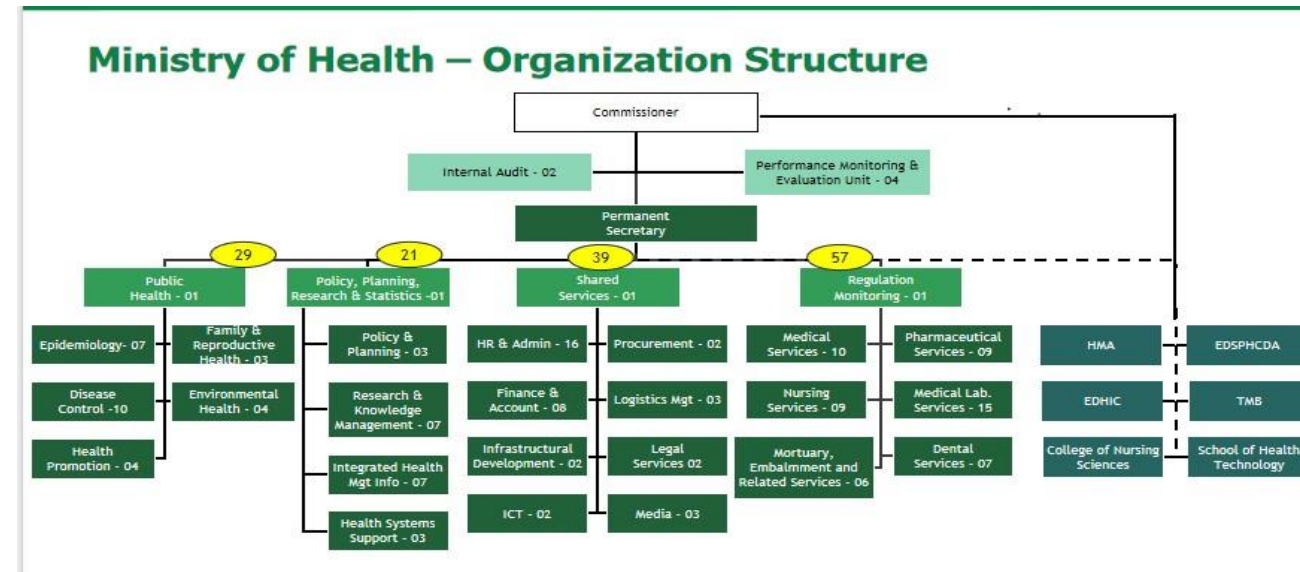 Ministry of Health – Organization Structure
Commissioner
Internal Audit - 02
Performance Monitoring &
Evaluation Unit - 04
Permanent
Secretary
29
21
39
57
Public
Health - 01
Policy, Planning,
Research & Statistics -01
Shared
Services - 01
Regulation
Monitoring - 01
Epidemiology- 07
Family &
Reproductive
Health - 03
Disease
Control -10
Environmental
Health - 04
Health
Promotion - 04
Policy &
Planning - 03
Research &
Knowledge
Management - 07
Integrated Health
Mgt Info - 07
Health Systems
Support - 03
HR & Admin - 16
Procurement - 02
Finance &
Account - 08
Logistics Mgt - 03
Infrastructural
Development - 02
Legal
Services 02
ICT - 02
Media - 03
Medical
Services - 10
Pharmaceutical
Services - 09
Nursing
Services - 09
Medical Lab.
Services - 15
Mortuary,
Embalmment and
Related Services - 06
Dental
Services - 07
HMA
EDSPHCDA
EDHIC
TMB
College of Nursing
Sciences
School of Health
Technology